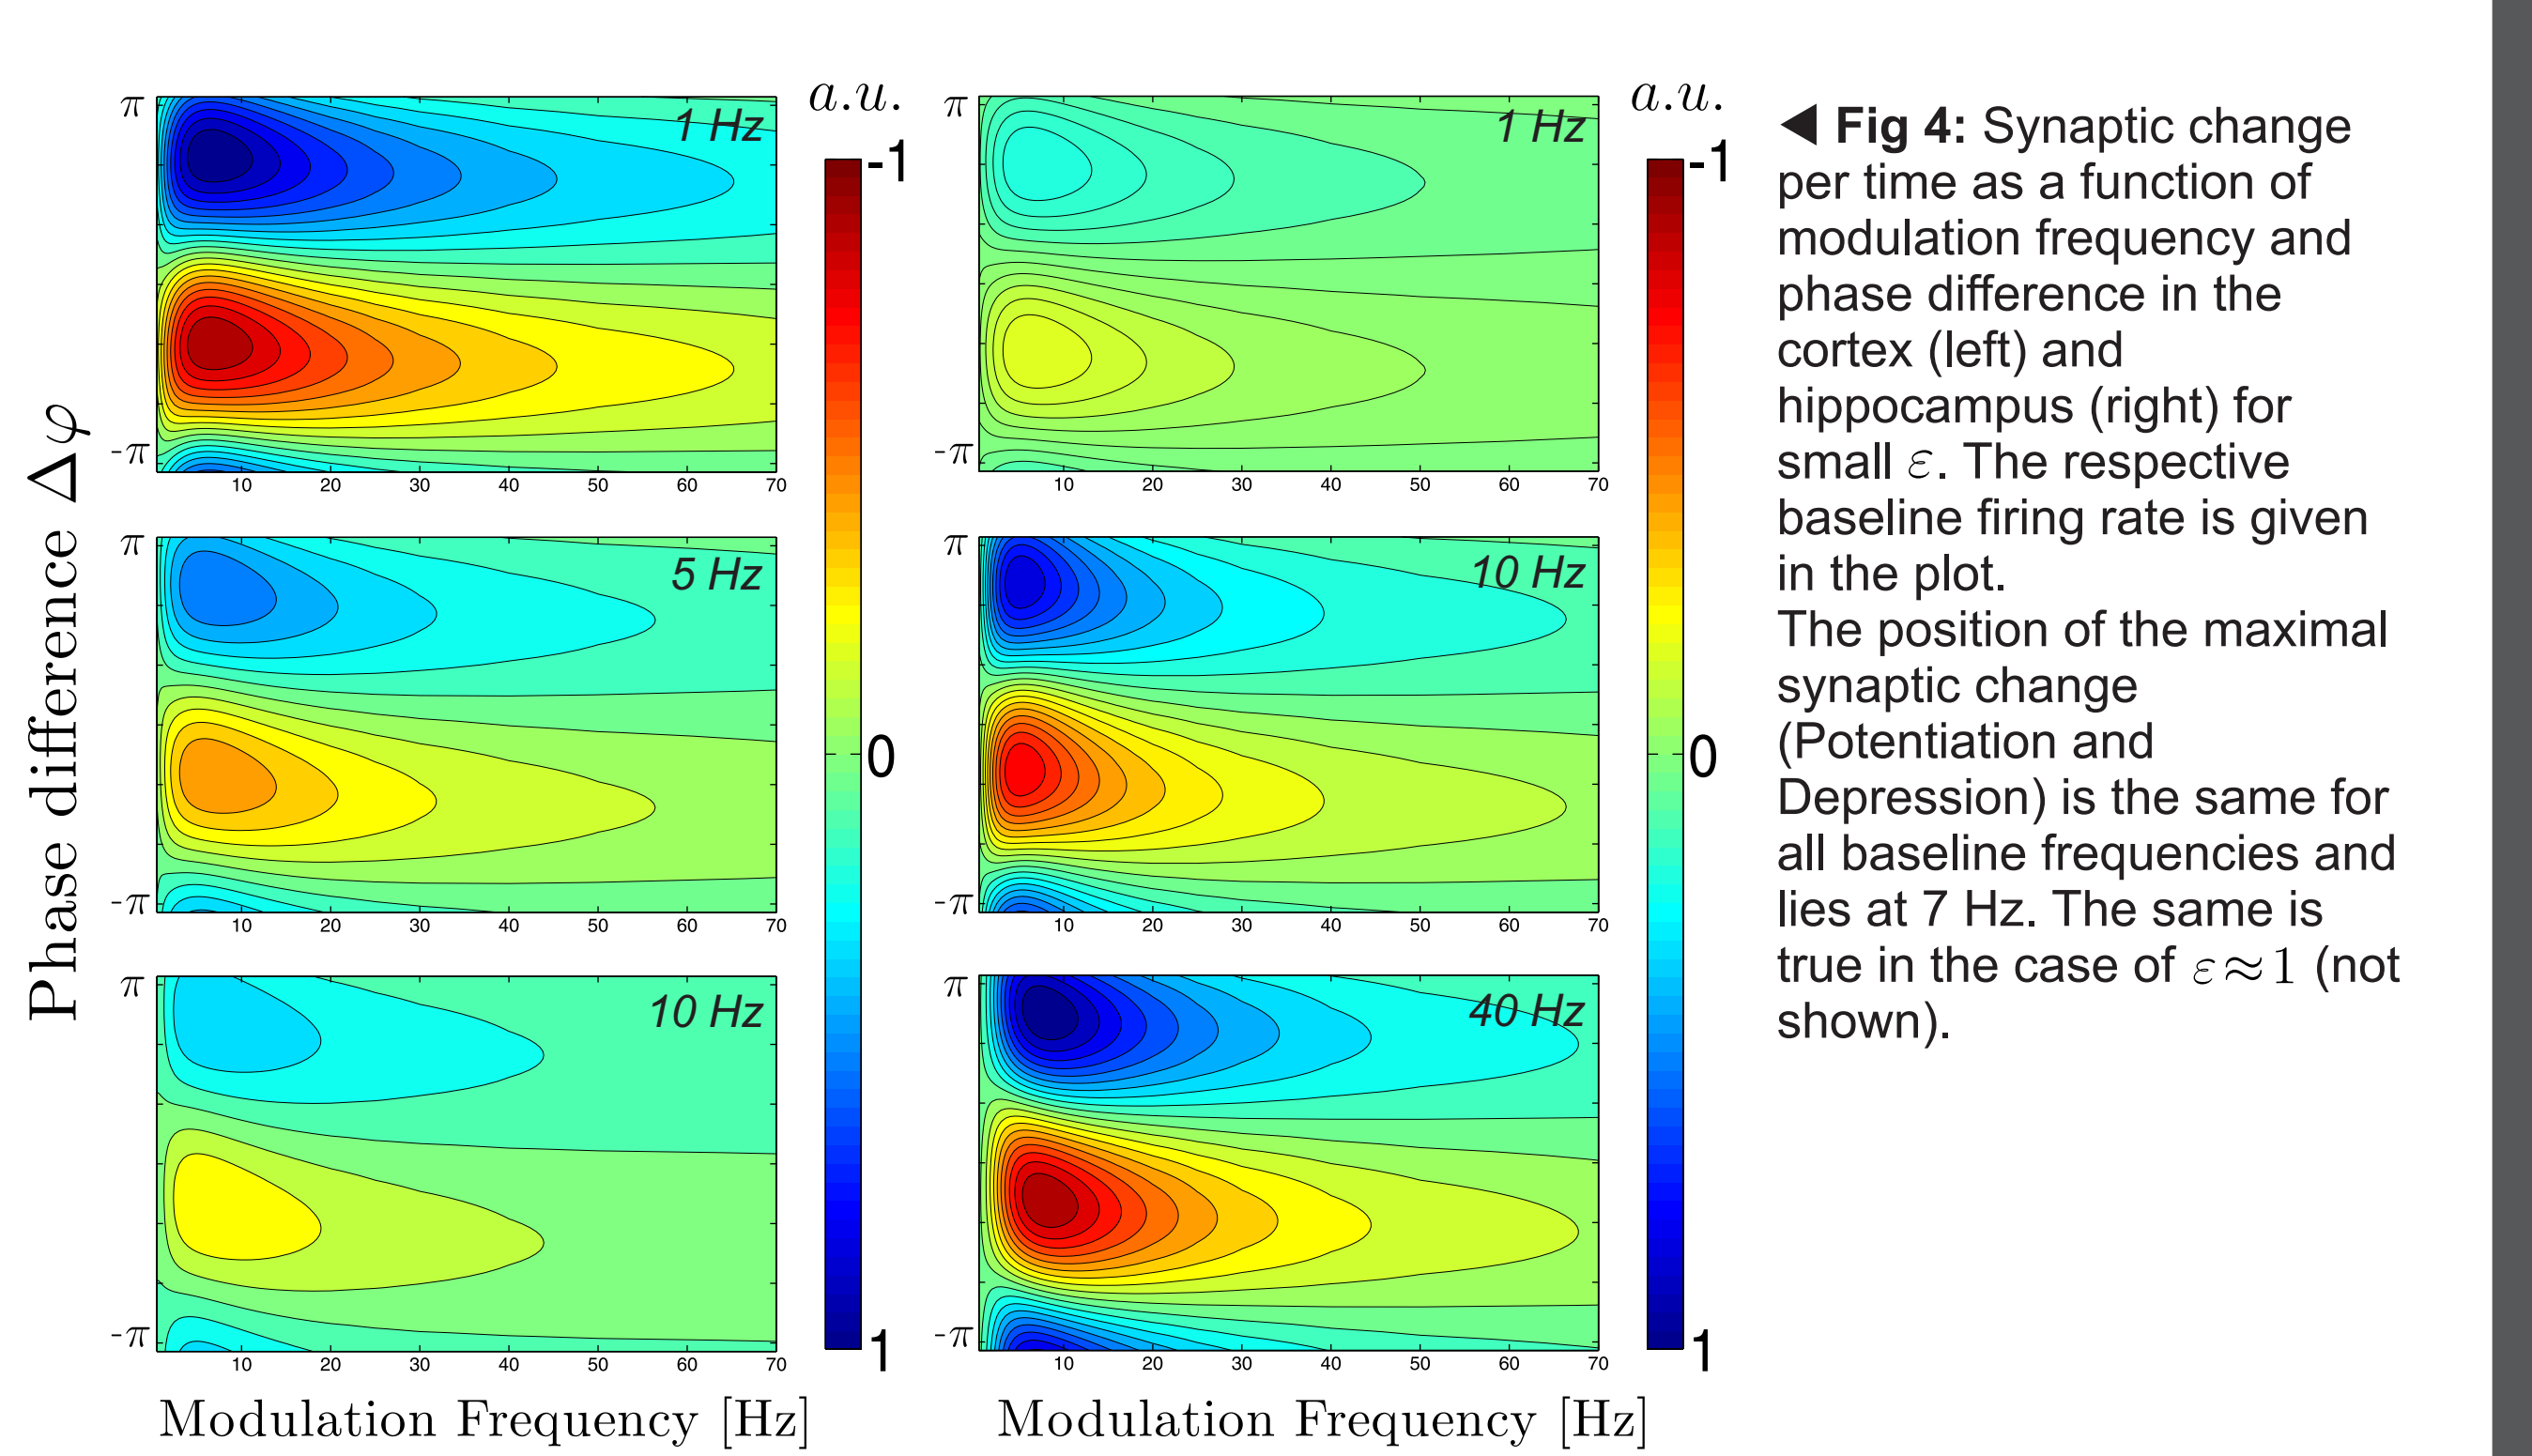 Phase difference Δφ
a.u.
a.u.
π
1 Hz
-π
10 20 30 40 50 60 70
π
1 Hz
-π
10 20 30 40 50 60 70
π
5 Hz
-π
10 20 30 40 50 60 70
π
10 Hz
-π
10 20 30 40 50 60 70
π
10 Hz
-π
10 20 30 40 50 60 70
π
40 Hz
-π
10 20 30 40 50 60 70
-1
0
1
-1
0
1
Modulation Frequency [Hz]
Modulation Frequency [Hz]
◀ Fig 4: Synaptic change
per time as a function of
modulation frequency and
phase difference in the
cortex (left) and
hippocampus (right) for
small ε. The respective
baseline firing rate is given
in the plot.
The position of the maximal
synaptic change
(Potentiation and
Depression) is the same for
all baseline frequencies and
lies at 7 Hz. The same is
true in the case of ε≈1 (not
shown).